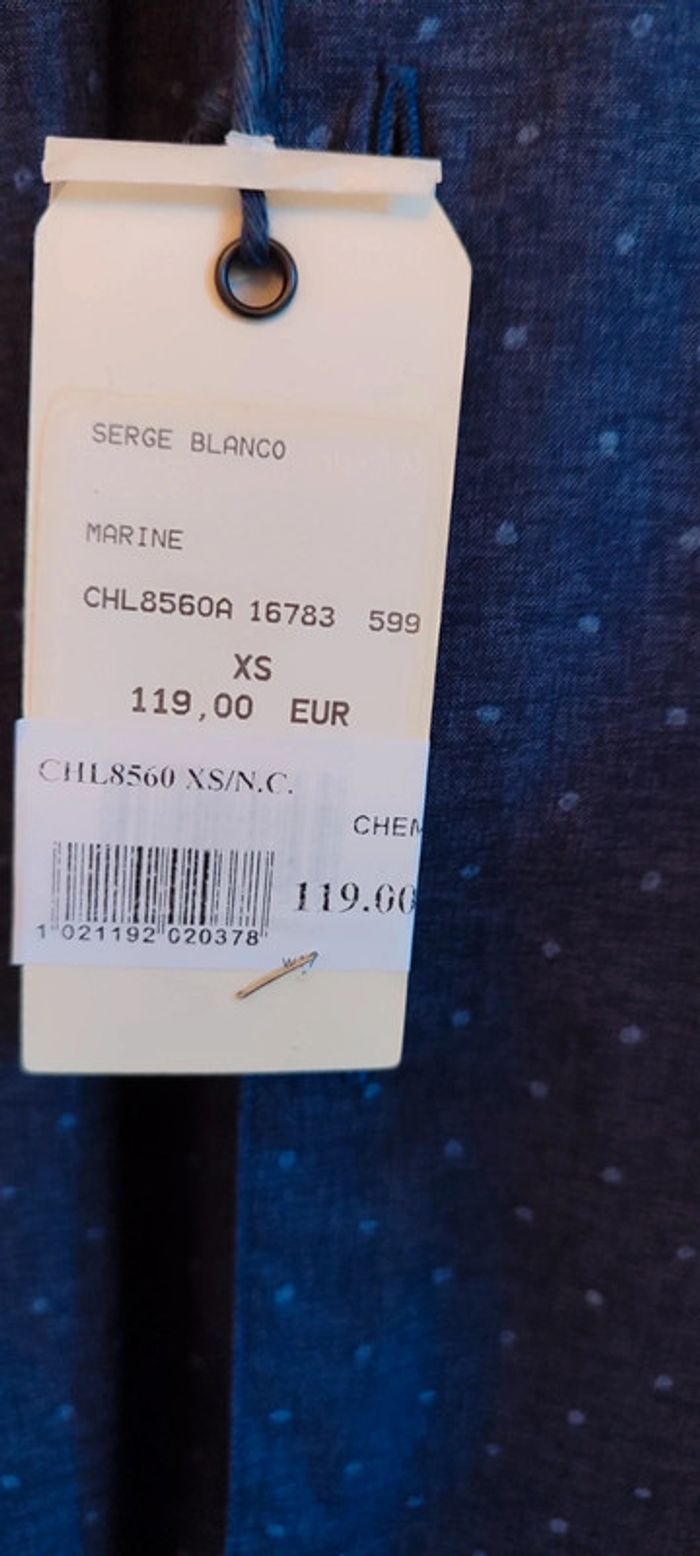 SERGE BLANCO
MARINE
CHL8560A 16783 599
XS
119,00 EUR
CHL8560 XS/N.C.
CHEM
119.00
1 021192 020378